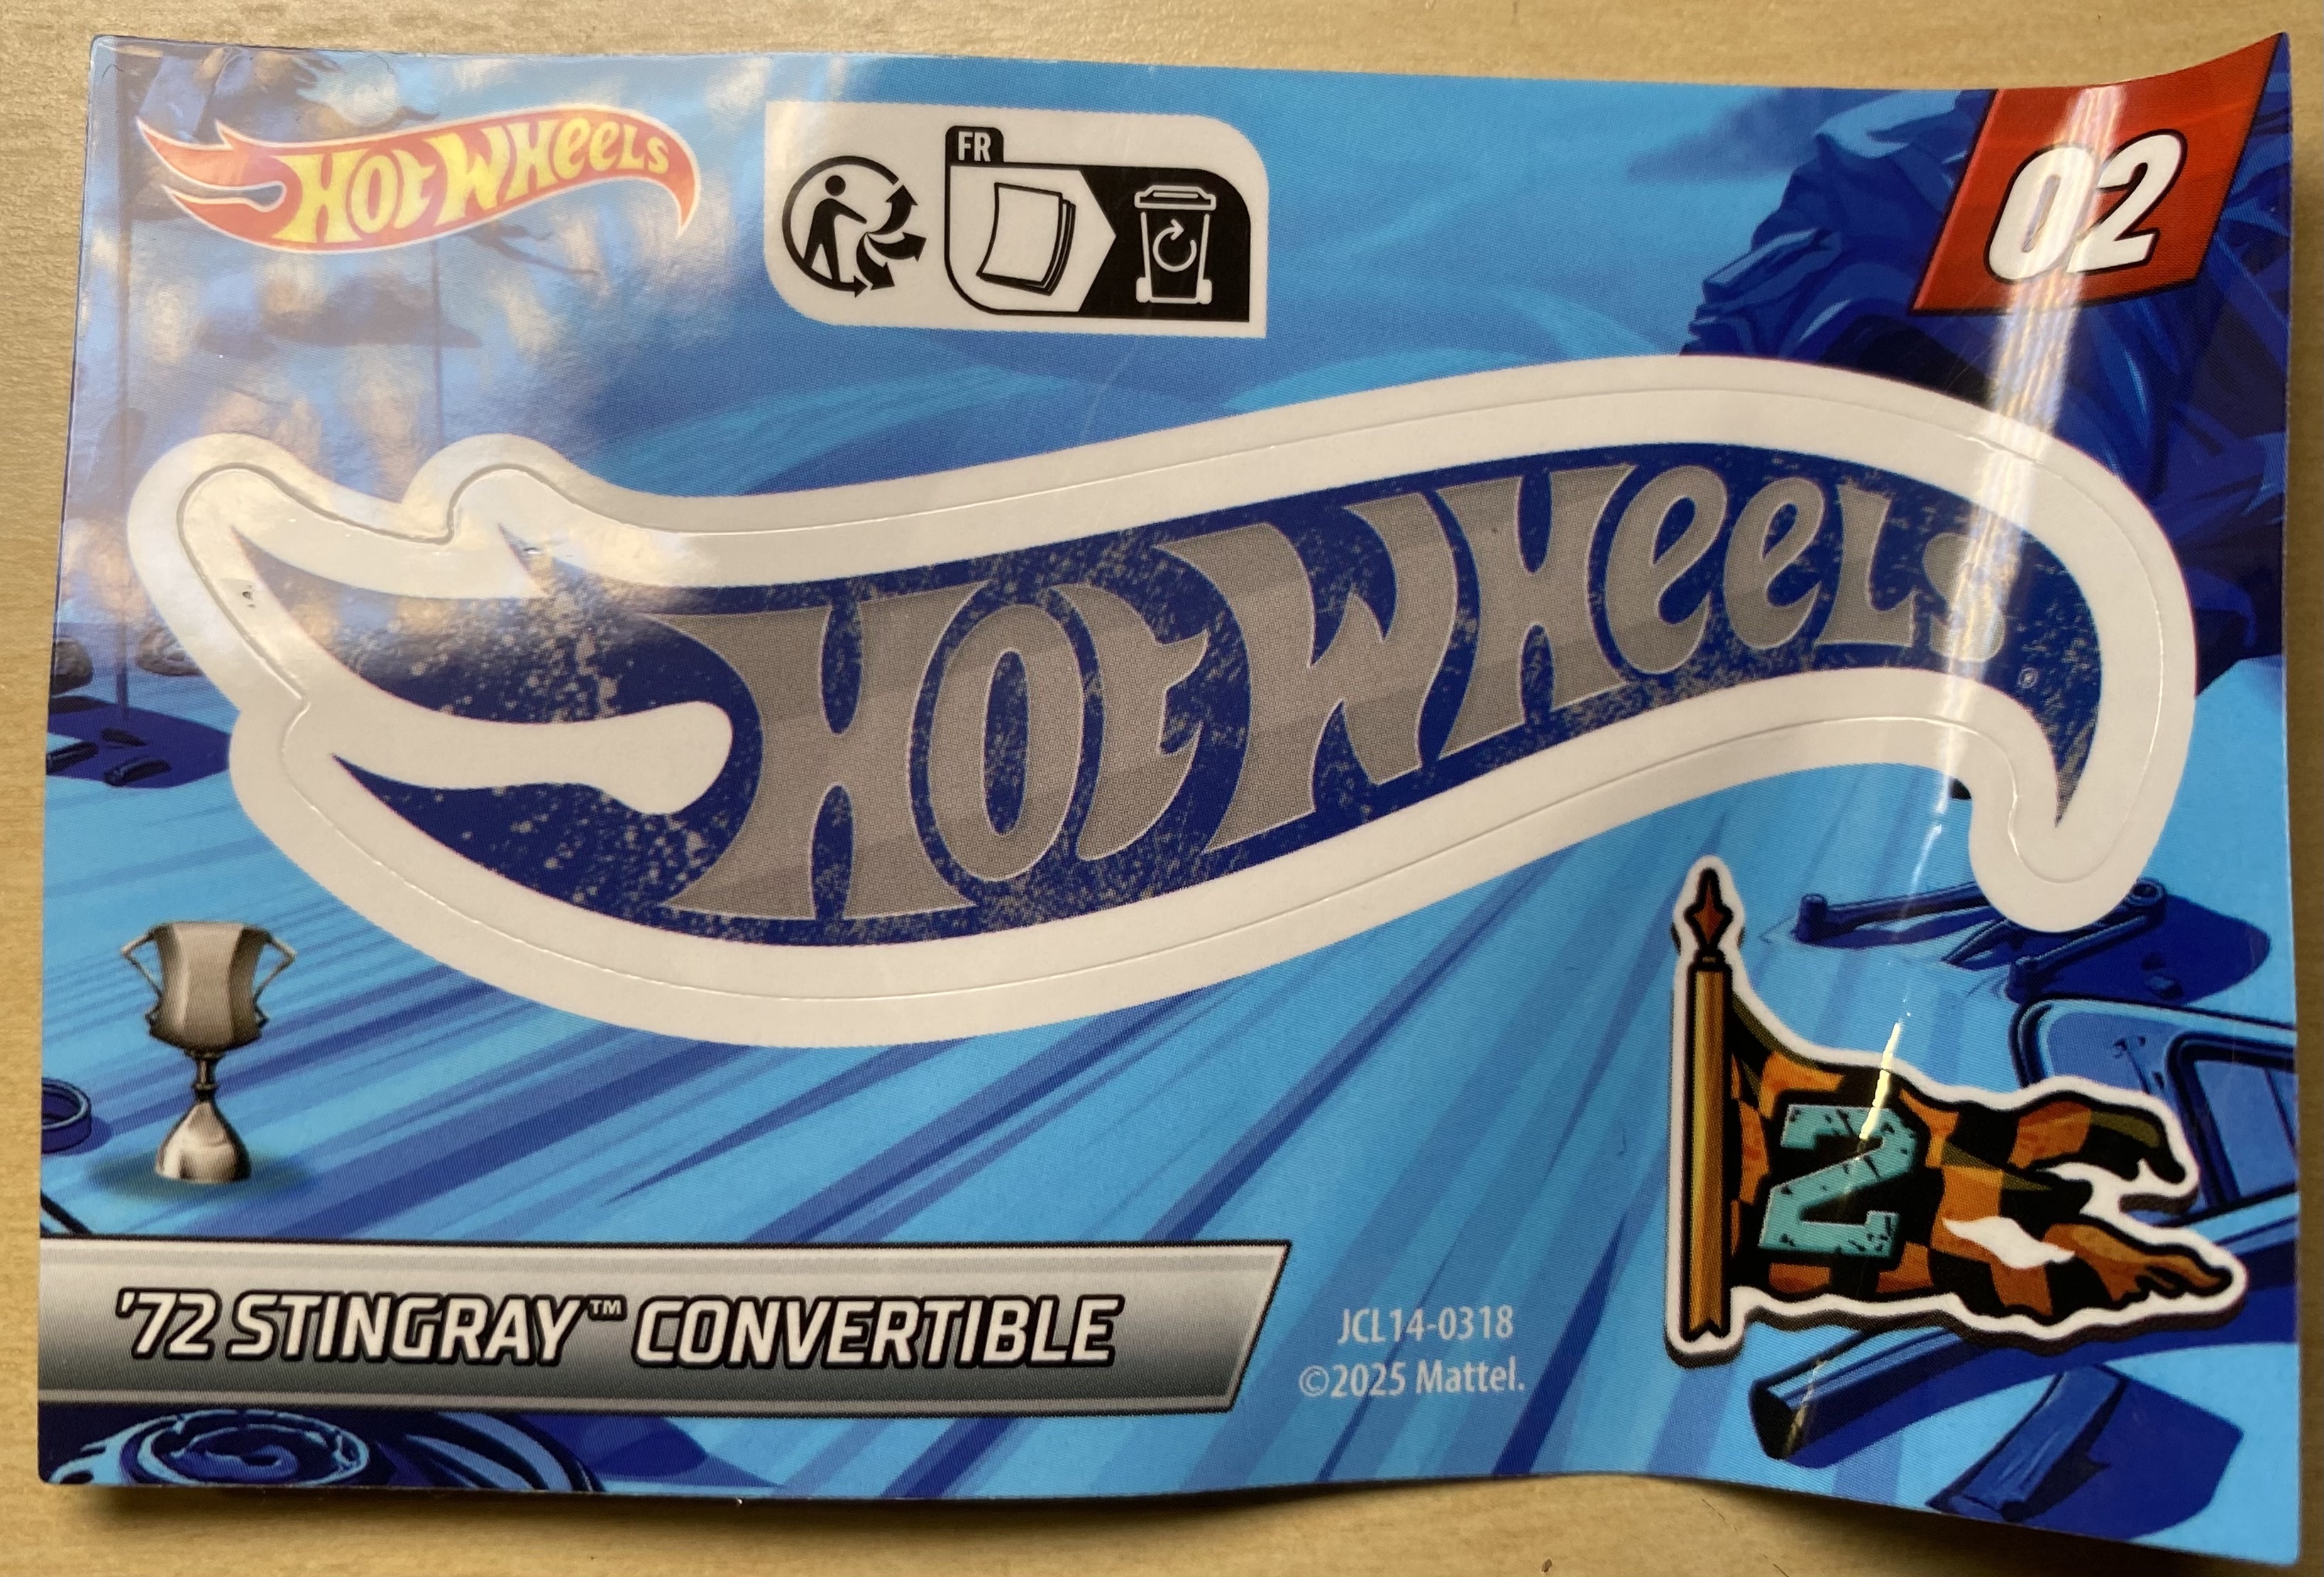 HOT WHEELS
FR
02
HOT WHEELS
®
2
'72 STINGRAY™ CONVERTIBLE
JCL14-0318
©2025 Mattel.